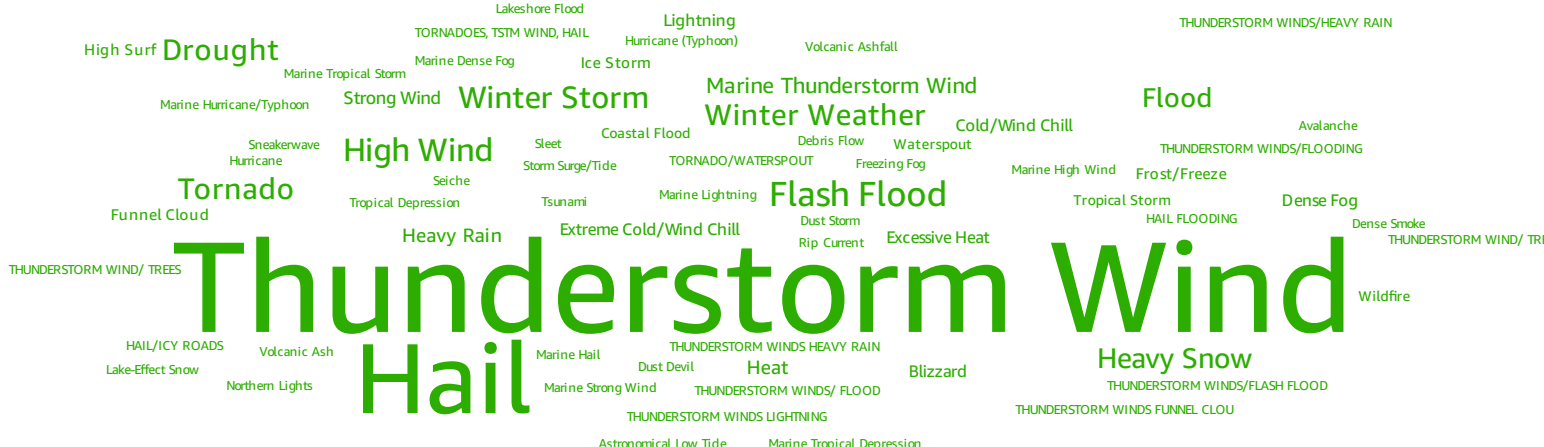 Lakeshore Flood
Lightning
THUNDERSTORM WINDS/HEAVY RAIN
TORNADOES, TSTM WIND, HAIL
Hurricane (Typhoon)
Volcanic Ashfall
High Surf
Drought
Marine Dense Fog
Ice Storm
Marine Tropical Storm
Marine Thunderstorm Wind
Strong Wind
Winter Storm
Flood
Marine Hurricane/Typhoon
Winter Weather
Cold/Wind Chill
Avalanche
Coastal Flood
Sneakerwave
High Wind
Sleet
Debris Flow
Waterspout
THUNDERSTORM WINDS/FLOODING
Hurricane
Storm Surge/Tide
TORNADO/WATERSPOUT
Freezing Fog
Marine High Wind
Frost/Freeze
Seiche
Tornado
Marine Lightning
Flash Flood
Tropical Depression
Tsunami
Tropical Storm
Dense Fog
Funnel Cloud
Dust Storm
HAIL FLOODING
Dense Smoke
Heavy Rain
Extreme Cold/Wind Chill
Rip Current
Excessive Heat
THUNDERSTORM WIND/ TRE
THUNDERSTORM WIND/ TREES
Thunderstorm Wind
Wildfire
HAIL/ICY ROADS
Volcanic Ash
Hail
Marine Hail
THUNDERSTORM WINDS HEAVY RAIN
Heavy Snow
Lake-Effect Snow
Dust Devil
Heat
Blizzard
Northern Lights
Marine Strong Wind
THUNDERSTORM WINDS/ FLOOD
THUNDERSTORM WINDS/FLASH FLOOD
THUNDERSTORM WINDS LIGHTNING
THUNDERSTORM WINDS FUNNEL CLOU
Astronomical Low Tide
Marine Tropical Depression